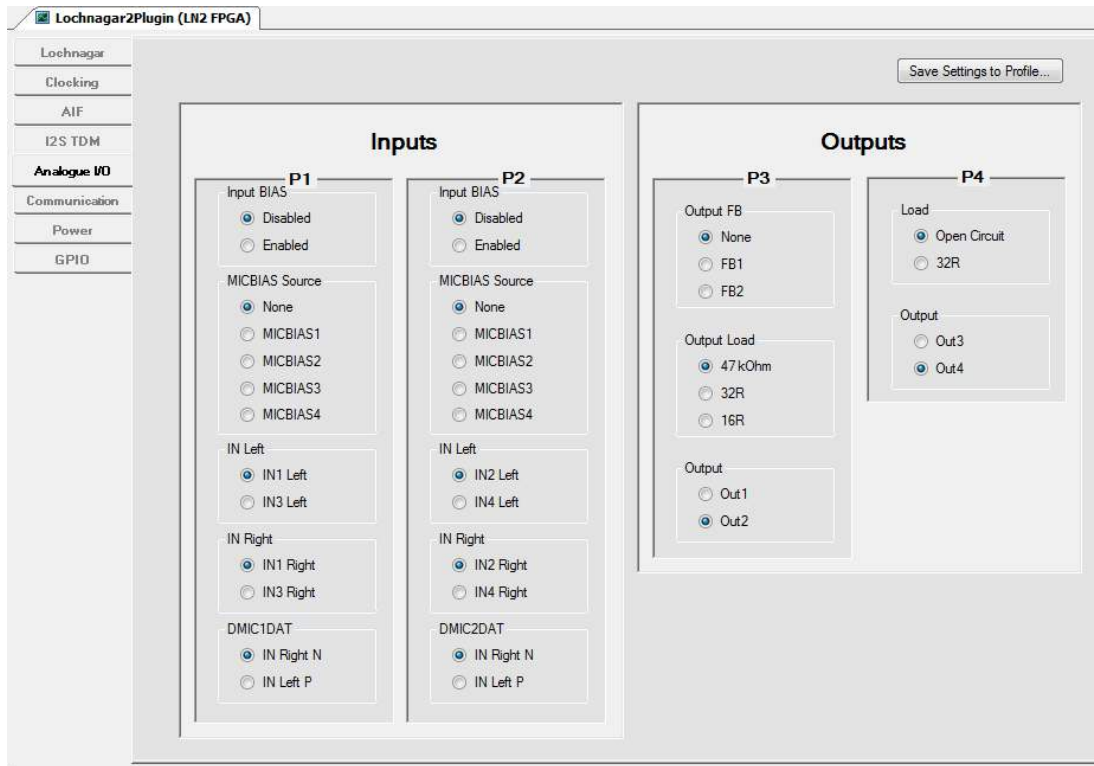 Lochnagar2Plugin (LN2 FPGA)
Lochnagar
Clocking
AIF
I2S TDM
Analogue I/O
Communication
Power
GPIO
Save Settings to Profile...
Inputs
P1
Input BIAS
Disabled
Enabled
MICBIAS Source
None
MICBIAS1
MICBIAS2
MICBIAS3
MICBIAS4
IN Left
IN1 Left
IN3 Left
IN Right
IN1 Right
IN3 Right
DMIC1DAT
IN Right N
IN Left P
P2
Input BIAS
Disabled
Enabled
MICBIAS Source
None
MICBIAS1
MICBIAS2
MICBIAS3
MICBIAS4
IN Left
IN2 Left
IN4 Left
IN Right
IN2 Right
IN4 Right
DMIC2DAT
IN Right N
IN Left P
Outputs
P3
Output FB
None
FB1
FB2
Output Load
47 kOhm
32R
16R
Output
Out1
Out2
P4
Load
Open Circuit
32R
Output
Out3
Out4